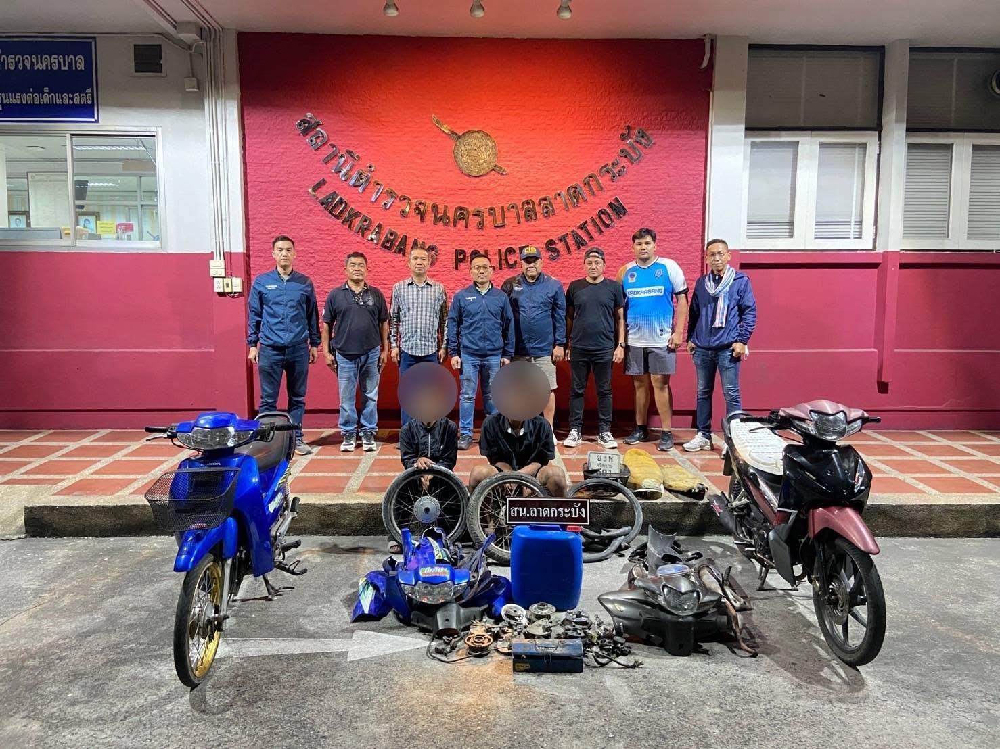 ตำรวจนครบาล
รุนแรงต่อเด็กและสตรี
สถานีตำรวจนครบาลลาดกระบัง
LADKRABANG POLICE STATION
LADKRABANG
สน.ลาดกระบัง
HONDA